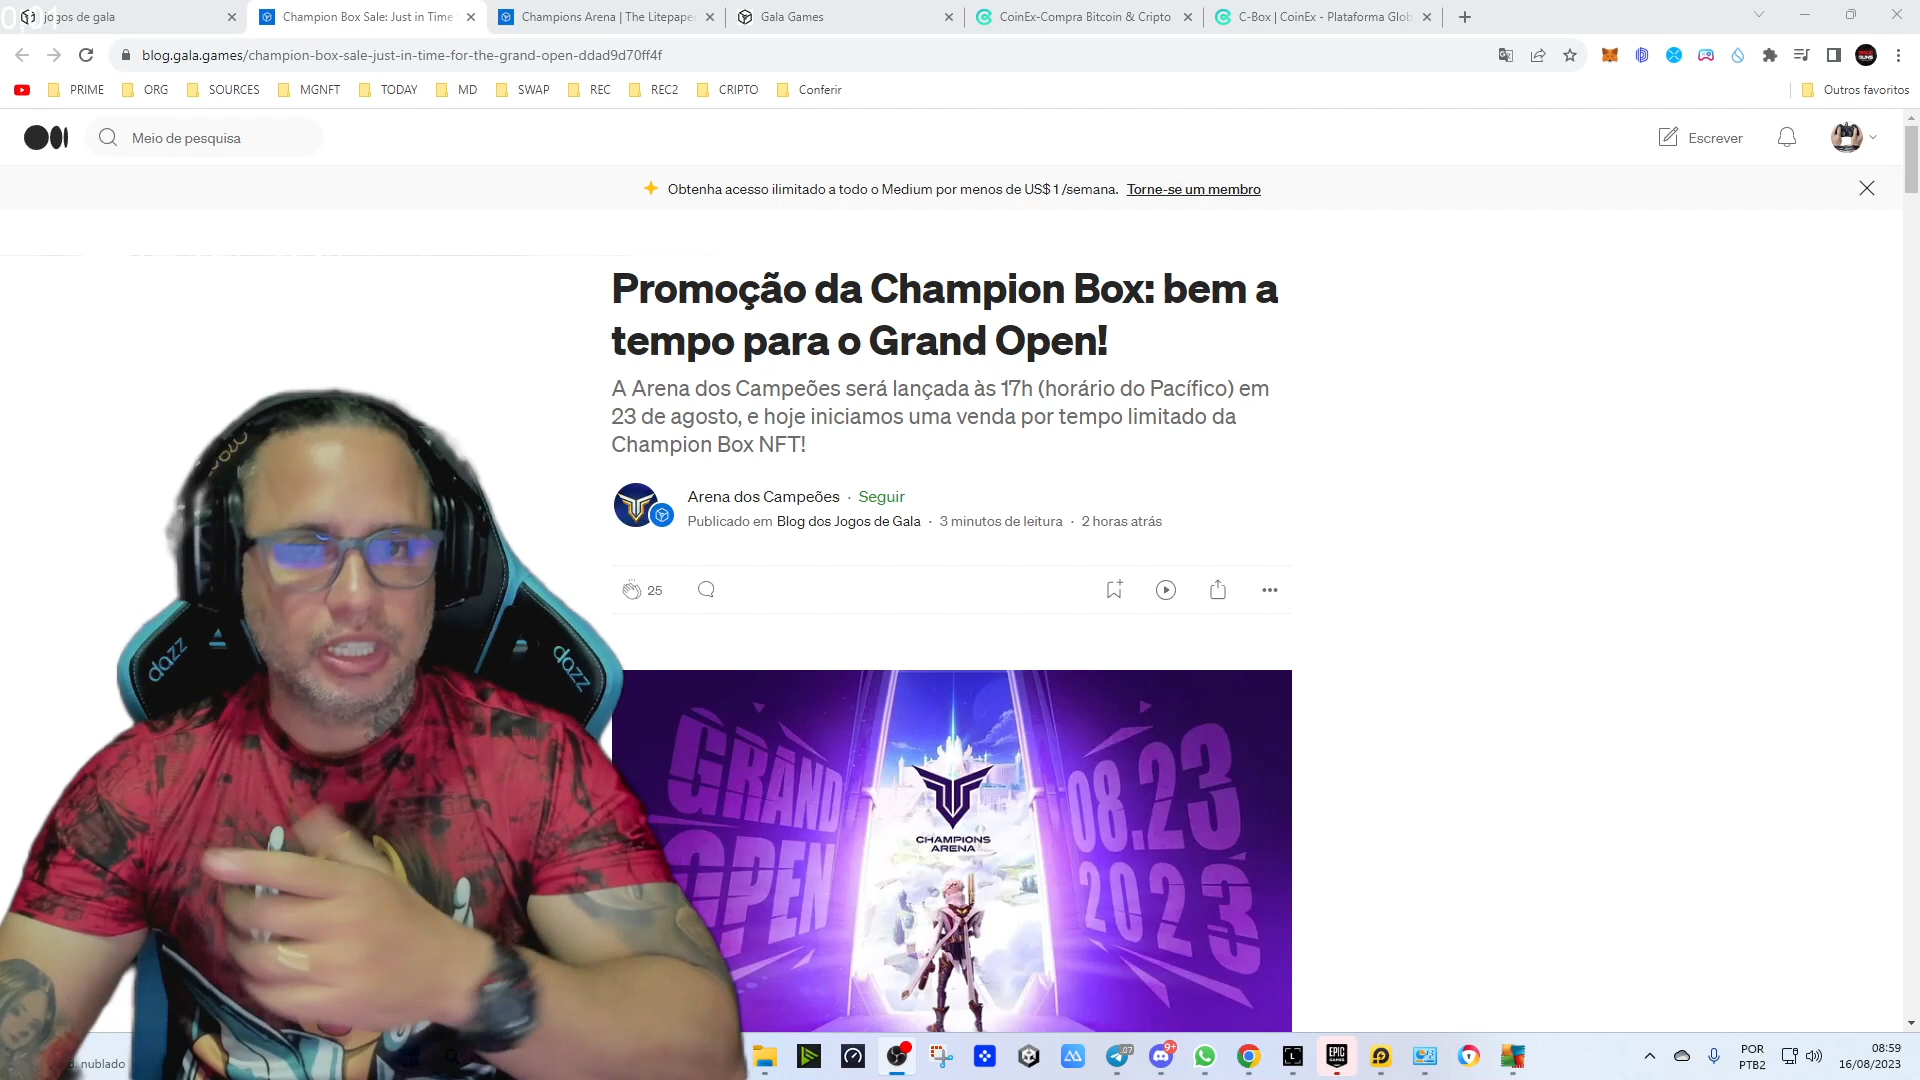 jogos de gala
Champion Box Sale: Just in Time
Champions Arena | The Litepape
Gala Games
CoinEx-Compra Bitcoin & Cripto
C-Box | CoinEx - Plataforma Glob
blog.gala.games/champion-box-sale-just-in-time-for-the-grand-open-ddad9d70ff4f
PRIME
ORG
SOURCES
MGNFT
TODAY
MD
SWAP
REC
REC2
CRIPTO
Conferir
Outros favoritos
Meio de pesquisa
Escrever
Obtenha acesso ilimitado a todo o Medium por menos de US$ 1 /semana. Torne-se um membro
Promoção da Champion Box: bem a
tempo para o Grand Open!
A Arena dos Campeões será lançada às 17h (horário do Pacífico) em
23 de agosto, e hoje iniciamos uma venda por tempo limitado da
Champion Box NFT!
Arena dos Campeões · Seguir
Publicado em Blog dos Jogos de Gala · 3 minutos de leitura · 2 horas atrás
25
dazz
dazz
GRAND
OPEN
CHAMPIONS
ARENA
08.23
2023
nublado
07
9+
EPIC
GAMES
POR
PTB2
08:59
16/08/2023